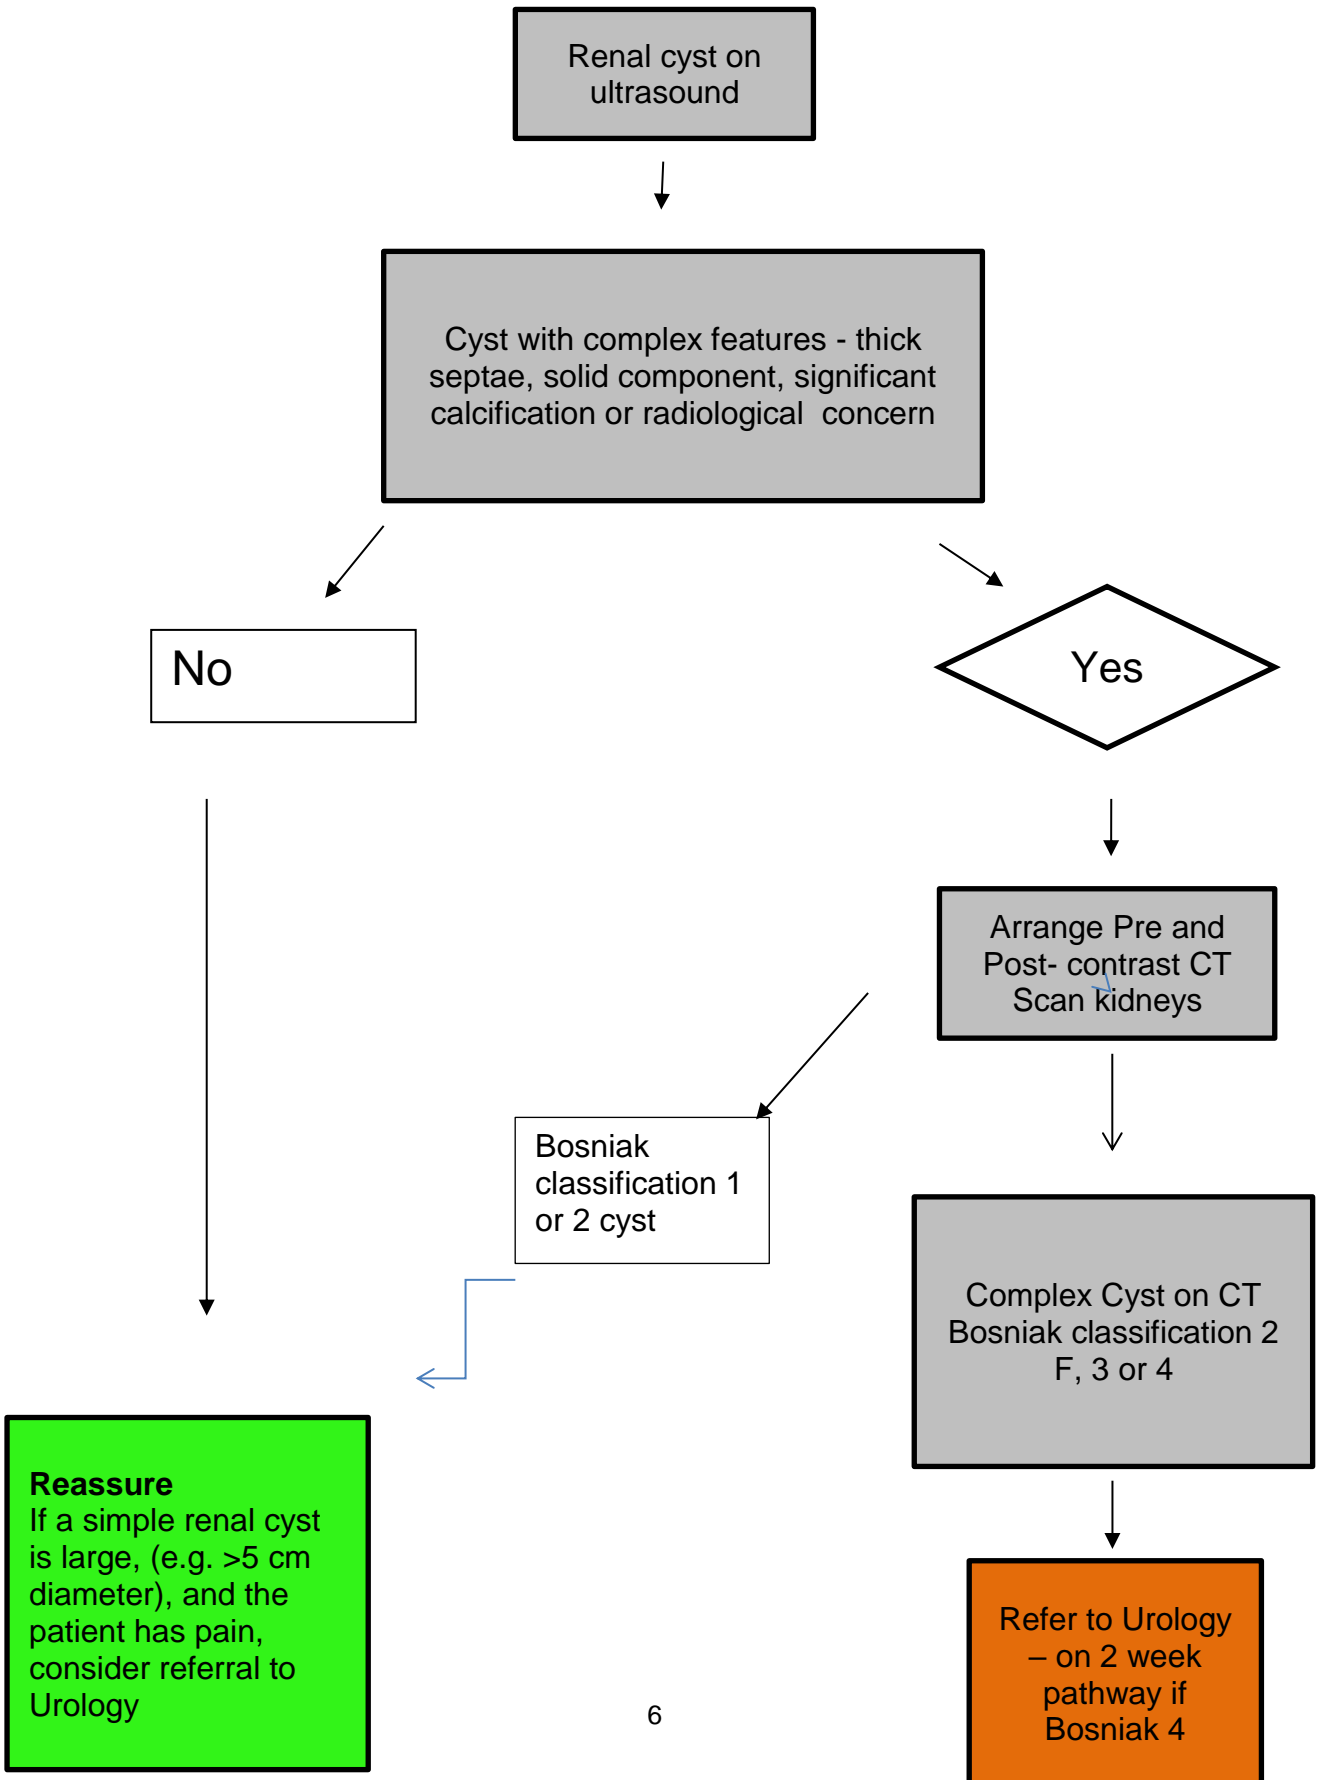 Renal cyst on
ultrasound
Cyst with complex features - thick
septae, solid component, significant
calcification or radiological  concern
No
Yes
Arrange Pre and
Post- contrast CT
Scan kidneys
Bosniak
classification 1
or 2 cyst
Complex Cyst on CT
Bosniak classification 2
F, 3 or 4
Reassure
If a simple renal cyst
is large, (e.g. >5 cm
diameter), and the
patient has pain,
consider referral to
Urology
Refer to Urology
– on 2 week
pathway if
Bosniak 4
6